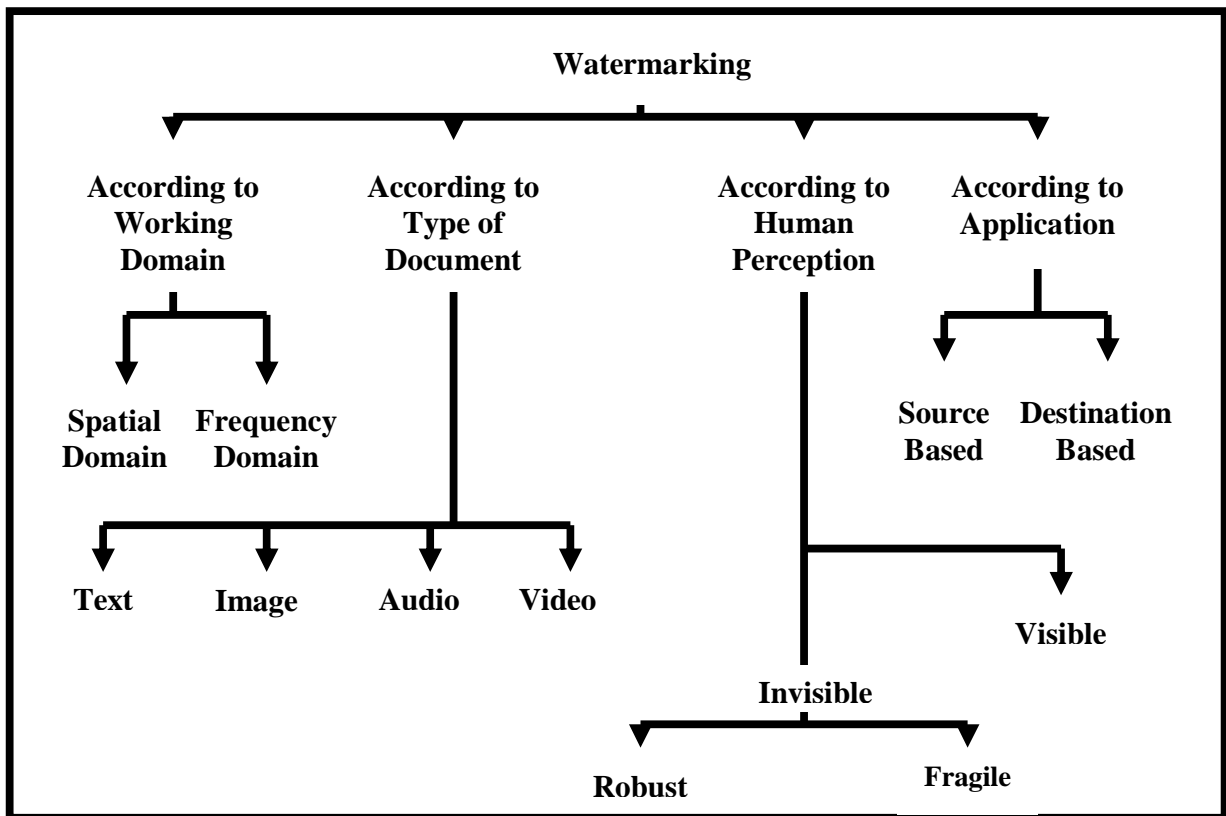 Watermarking
According to
Working
Domain
According to
Type of
Document
According to
Human
Perception
According to
Application
Spatial
Domain
Frequency
Domain
Source
Based
Destination
Based
Text
Image
Audio
Video
Visible
Invisible
Robust
Fragile